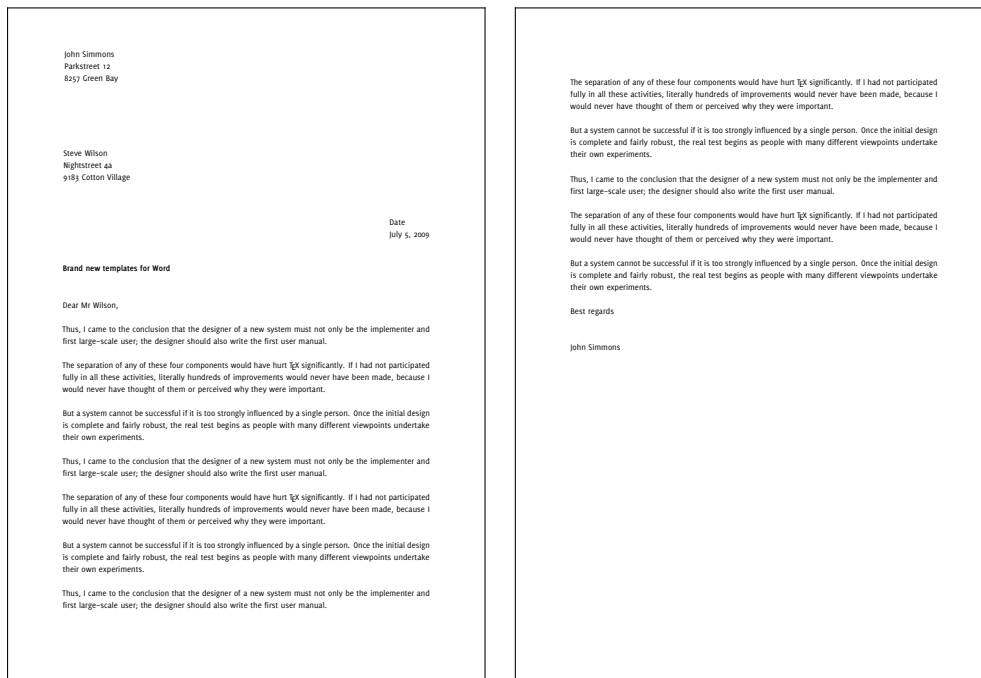 John Simmons
Parkstreet 12
8257 Green Bay
Steve Wilson
Nightstreet 4a
9183 Cotton Village
Date
July 5, 2009
Brand new templates for Word
Dear Mr Wilson,
Thus, I came to the conclusion that the designer of a new system must not only be the implementer and
first large-scale user; the designer should also write the first user manual.
The separation of any of these four components would have hurt TEX significantly. If I had not participated
fully in all these activities, literally hundreds of improvements would never have been made, because I
would never have thought of them or perceived why they were important.
But a system cannot be successful if it is too strongly influenced by a single person. Once the initial design
is complete and fairly robust, the real test begins as people with many different viewpoints undertake
their own experiments.
Thus, I came to the conclusion that the designer of a new system must not only be the implementer and
first large-scale user; the designer should also write the first user manual.
The separation of any of these four components would have hurt TEX significantly. If I had not participated
fully in all these activities, literally hundreds of improvements would never have been made, because I
would never have thought of them or perceived why they were important.
But a system cannot be successful if it is too strongly influenced by a single person. Once the initial design
is complete and fairly robust, the real test begins as people with many different viewpoints undertake
their own experiments.
Thus, I came to the conclusion that the designer of a new system must not only be the implementer and
first large-scale user; the designer should also write the first user manual.
The separation of any of these four components would have hurt TEX significantly. If I had not participated
fully in all these activities, literally hundreds of improvements would never have been made, because I
would never have thought of them or perceived why they were important.
But a system cannot be successful if it is too strongly influenced by a single person. Once the initial design
is complete and fairly robust, the real test begins as people with many different viewpoints undertake
their own experiments.
Thus, I came to the conclusion that the designer of a new system must not only be the implementer and
first large-scale user; the designer should also write the first user manual.
The separation of any of these four components would have hurt TEX significantly. If I had not participated
fully in all these activities, literally hundreds of improvements would never have been made, because I
would never have thought of them or perceived why they were important.
But a system cannot be successful if it is too strongly influenced by a single person. Once the initial design
is complete and fairly robust, the real test begins as people with many different viewpoints undertake
their own experiments.
Best regards
John Simmons